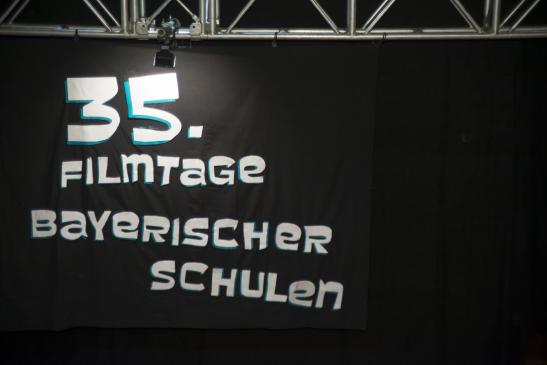 35.
FILMTAGE
BAYERISCHER
SCHULEN